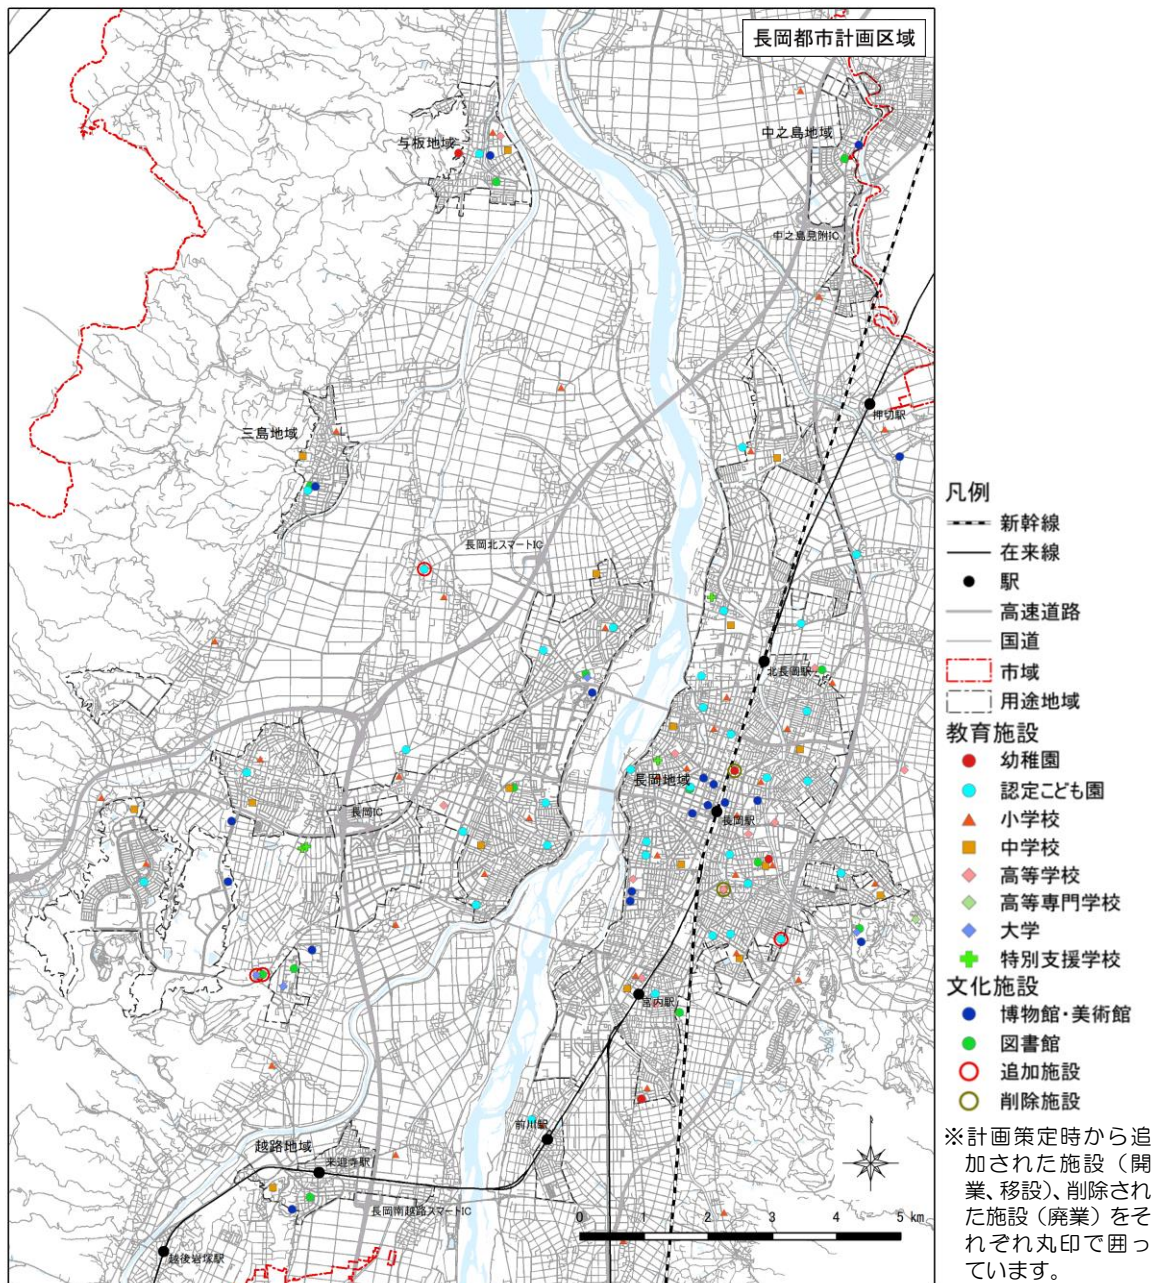 長岡都市計画区域
与板地域
中之島地域
中之島見附IC
押切駅
三島地域
長岡北スマートIC
北長岡駅
長岡地域
長岡駅
長岡IC
宮内駅
前川駅
越路地域
来迎寺駅
長岡南越路スマートIC
越後岩塚駅
0 1 2 3 4 5 km
凡例
新幹線
在来線
駅
高速道路
国道
市域
用途地域
教育施設
幼稚園
認定こども園
小学校
中学校
高等学校
高等専門学校
大学
特別支援学校
文化施設
博物館・美術館
図書館
追加施設
削除施設
※計画策定時から追
加された施設（開
業、移設）、削除され
た施設（廃業）をそ
れぞれ丸印で囲っ
ています。